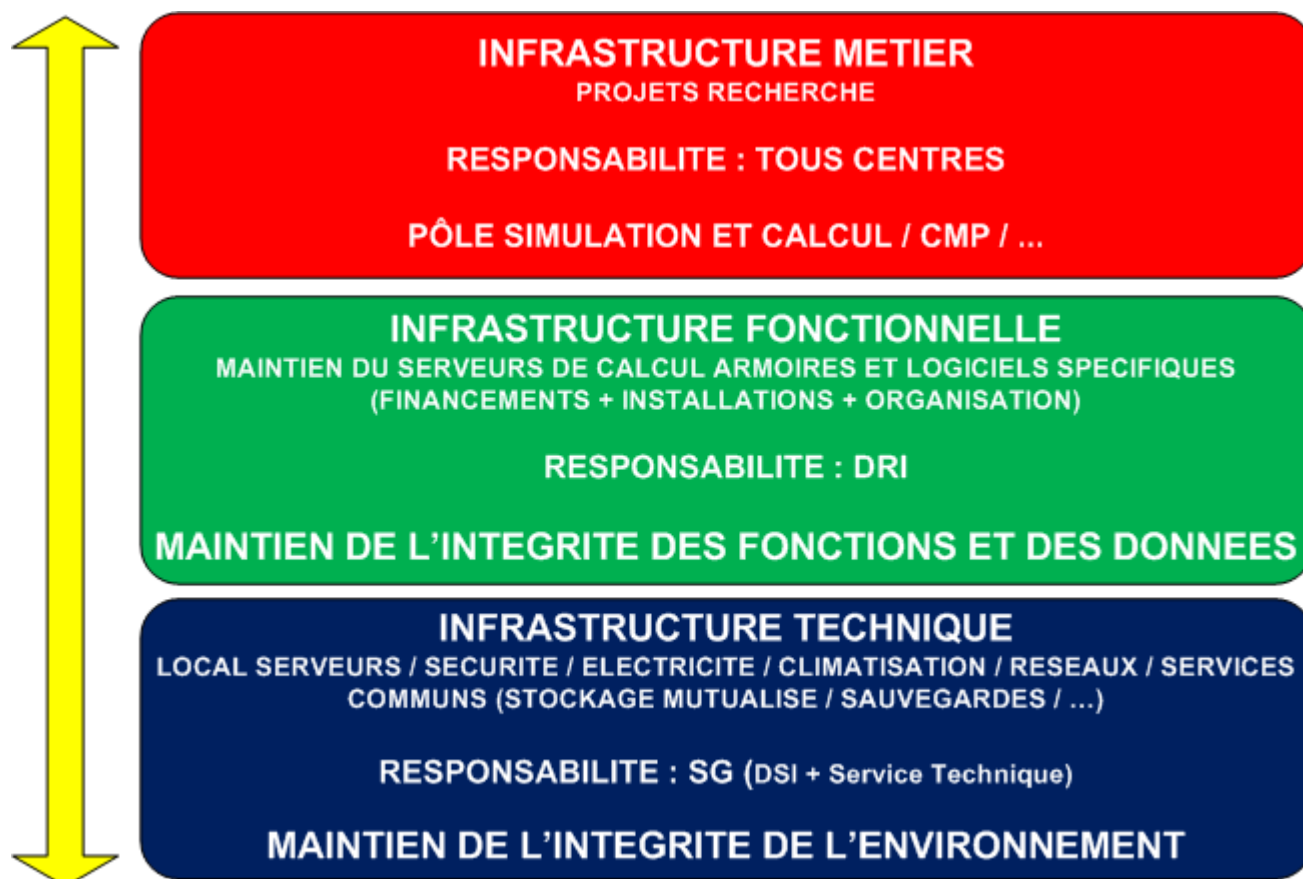 INFRASTRUCTURE METIER
PROJETS RECHERCHE
RESPONSABILITE : TOUS CENTRES
PÔLE SIMULATION ET CALCUL / CMP / ...
INFRASTRUCTURE FONCTIONNELLE
MAINTIEN DU SERVEURS DE CALCUL ARMOIRES ET LOGICIELS SPECIFIQUES
(FINANCEMENTS + INSTALLATIONS + ORGANISATION)
RESPONSABILITE : DRI
MAINTIEN DE L’INTEGRITE DES FONCTIONS ET DES DONNEES
INFRASTRUCTURE TECHNIQUE
LOCAL SERVEURS / SECURITE / ELECTRICITE / CLIMATISATION / RESEAUX / SERVICES
COMMUNS (STOCKAGE MUTUALISE / SAUVEGARDES / …)
RESPONSABILITE : SG (DSI + Service Technique)
MAINTIEN DE L’INTEGRITE DE L’ENVIRONNEMENT